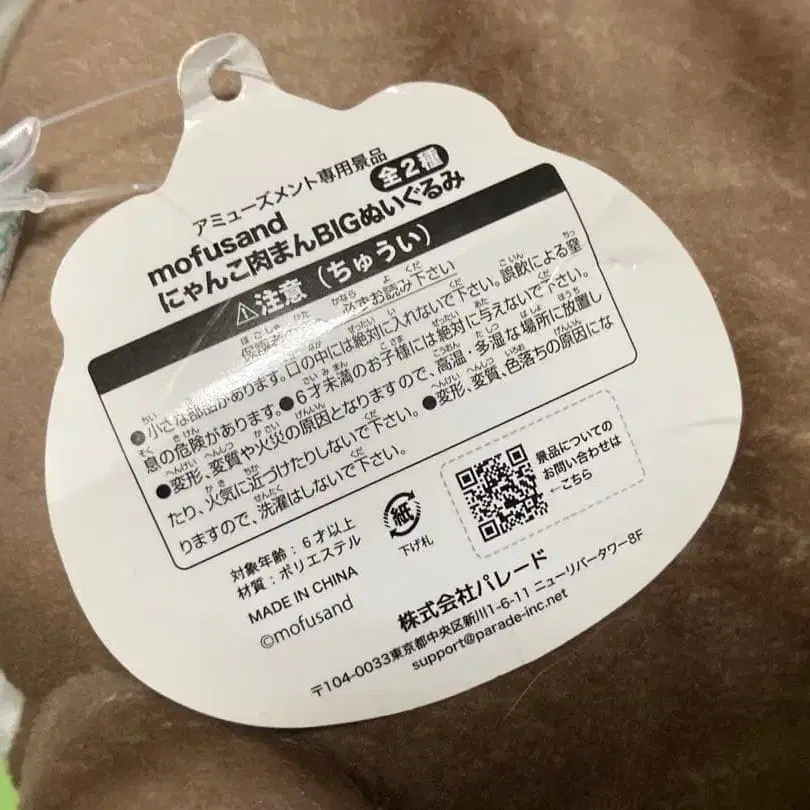 アミューズメント専用景品
mofusand 全2種
にゃんこ肉まんBIGぬいぐるみ
⚠注意(ちゅうい)
保護者の方は必ずお読み下さい
●小さな部品があります。口の中には絶対に入れないで下さい。誤飲による窒
息の危険があります。●6才未満のお子様には絶対に与えないで下さい。
●変形、変質や火災の原因となりますので、高温・多湿な場所に放置し
たり、火気に近づけたりしないで下さい。●変形、変質、色落ちの原因にな
りますので、洗濯はしないで下さい。
対象年齢:6才以上
材質:ポリエステル
MADE IN CHINA
©mofusand
紙
下げ札
景品についての
お問い合わせは
←こちら
株式会社パレード
〒104-0033東京都中央区新川1-6-11 ニューリバータワー8F
support@parade-inc.net